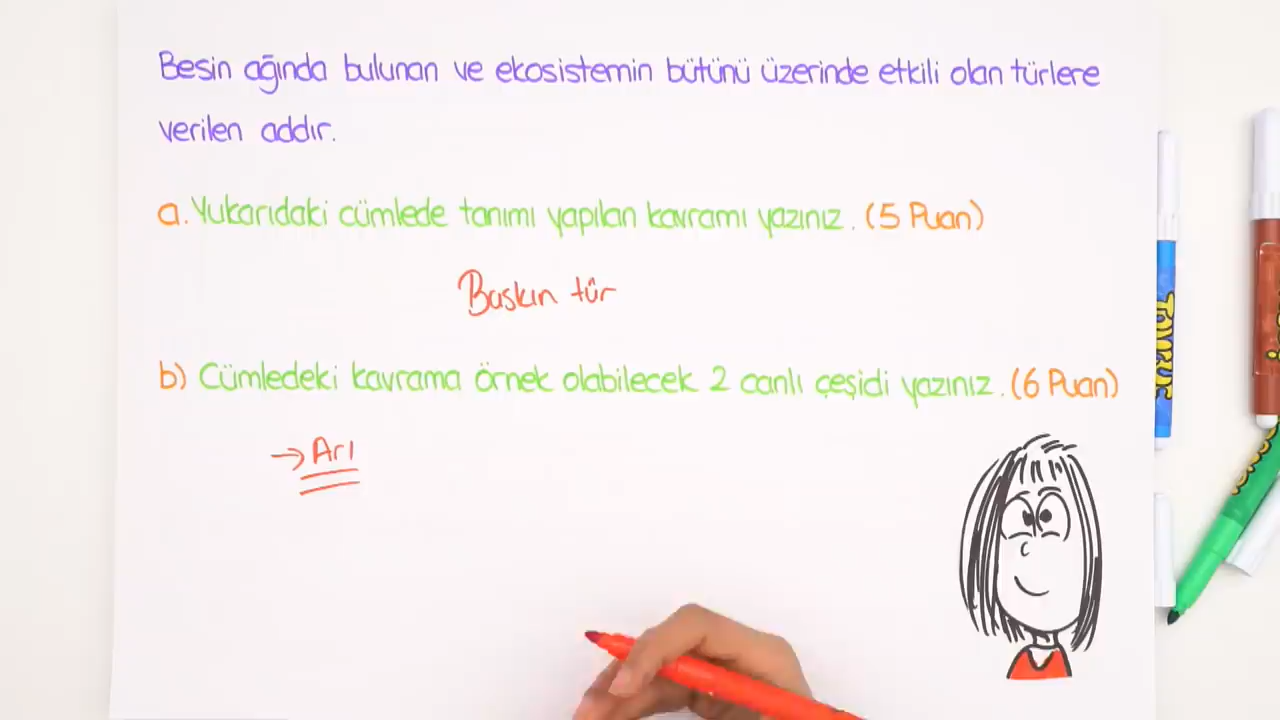 Besin ağında bulunan ve ekosistemin bütünü üzerinde etkili olan türlere
verilen addır.
a. Yukarıdaki cümlede tanımı yapılan kavramı yazınız. (5 Puan)
Baskın tür
b) Cümledeki kavrama örnek olabilecek 2 canlı çeşidi yazınız. (6 Puan)
→ Arı